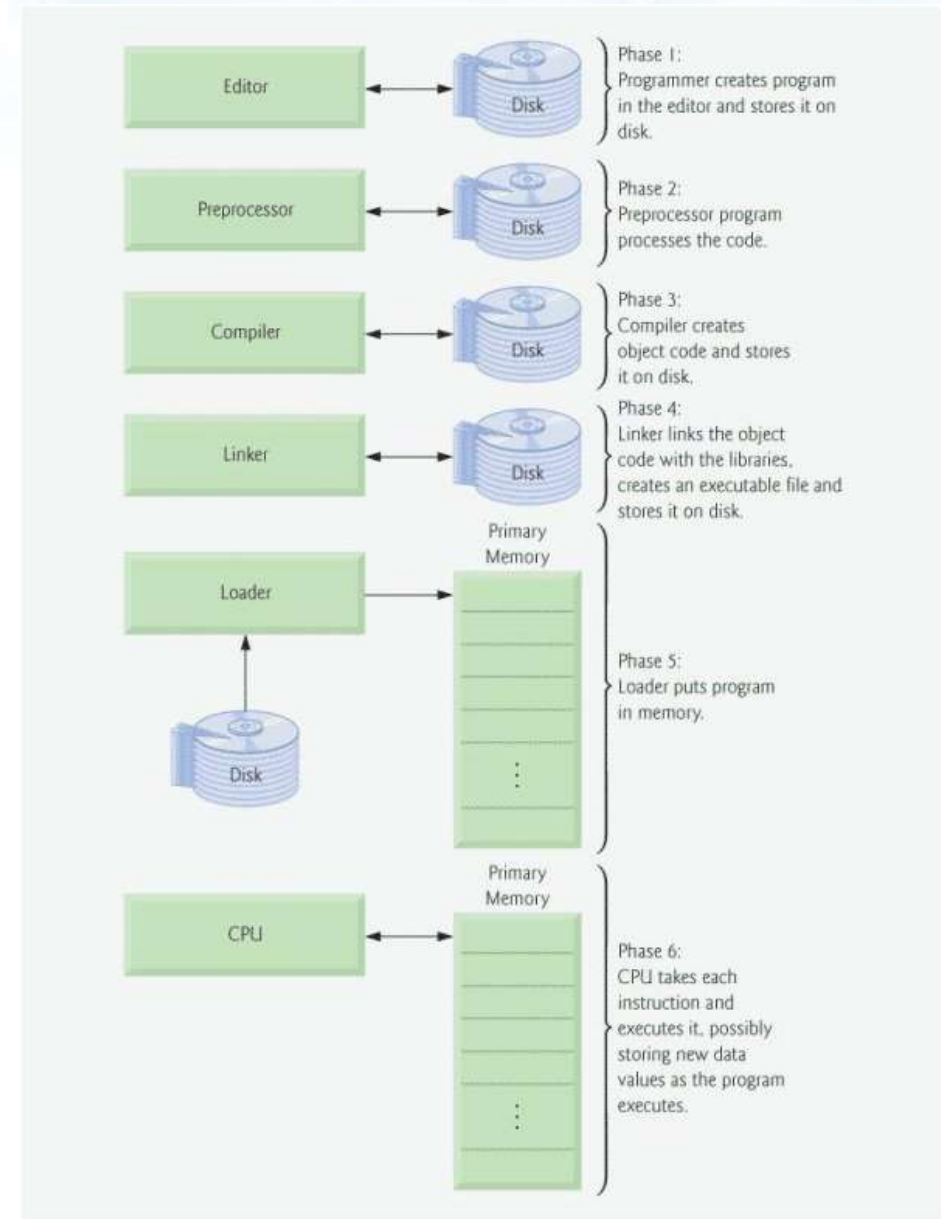 Editor
Disk
Phase 1:
Programmer creates program
in the editor and stores it on
disk.
Preprocessor
Disk
Phase 2:
Preprocessor program
processes the code.
Compiler
Disk
Phase 3:
Compiler creates
object code and stores
it on disk.
Linker
Disk
Phase 4:
Linker links the object
code with the libraries,
creates an executable file and
stores it on disk.
Primary
Memory
Loader
Disk
Phase 5:
Loader puts program
in memory.
Primary
Memory
CPU
Phase 6:
CPU takes each
instruction and
executes it, possibly
storing new data
values as the program
executes.